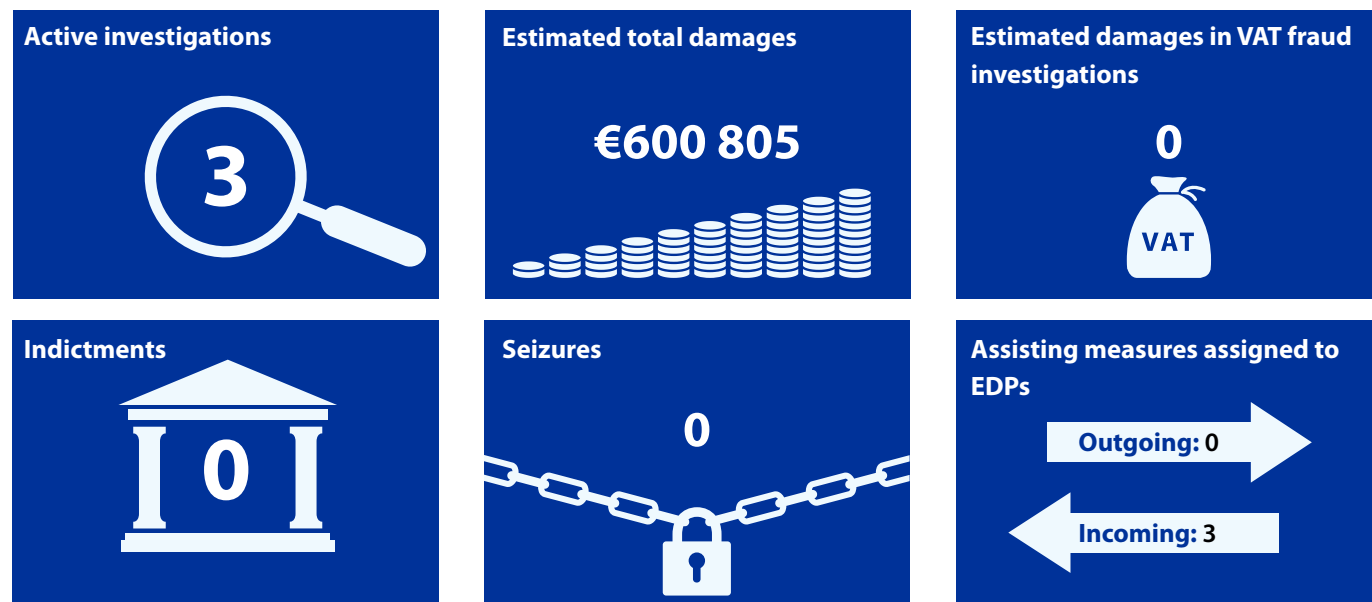 Active investigations
3
Estimated total damages
€600 805
Estimated damages in VAT fraud
investigations
0
VAT
Indictments
0
Seizures
0
Assisting measures assigned to
EDPs
Outgoing: 0
Incoming: 3